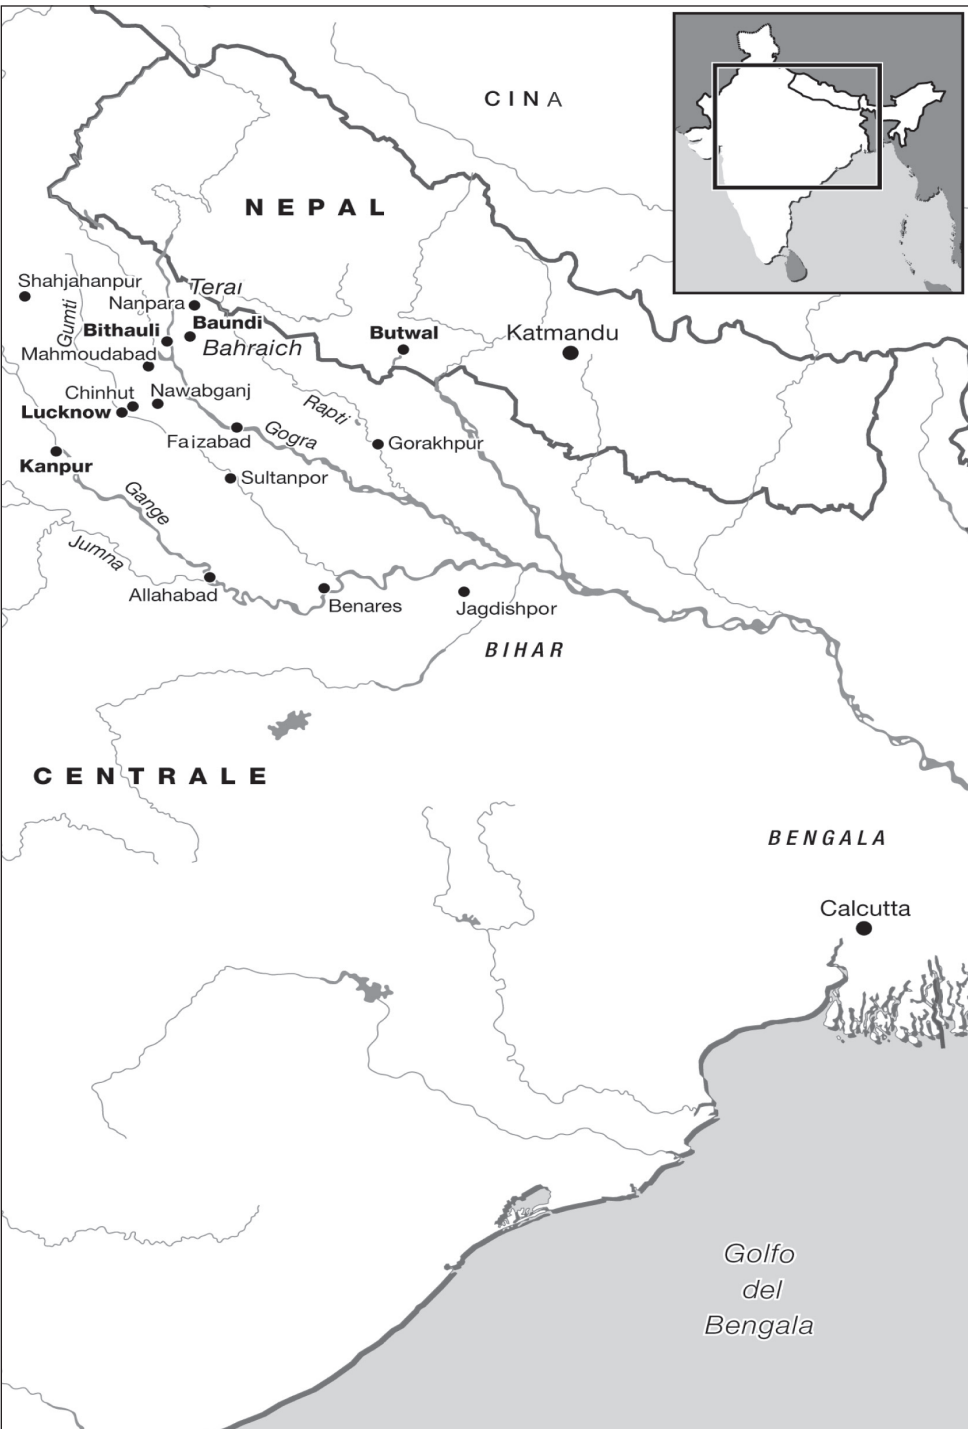 CINA
NEPAL
Shahjahanpur
Terai
Nanpara
Gumti
Baundi
Bithauli
Butwal
Katmandu
Bahraich
Mahmoudabad
Chinhut
Nawabganj
Lucknow
Rapti
Faizabad
Gogra
Gorakhpur
Kanpur
Sultanpor
Gange
Jumna
Allahabad
Benares
Jagdishpor
BIHAR
CENTRALE
BENGALA
Calcutta
Golfo
del
Bengala